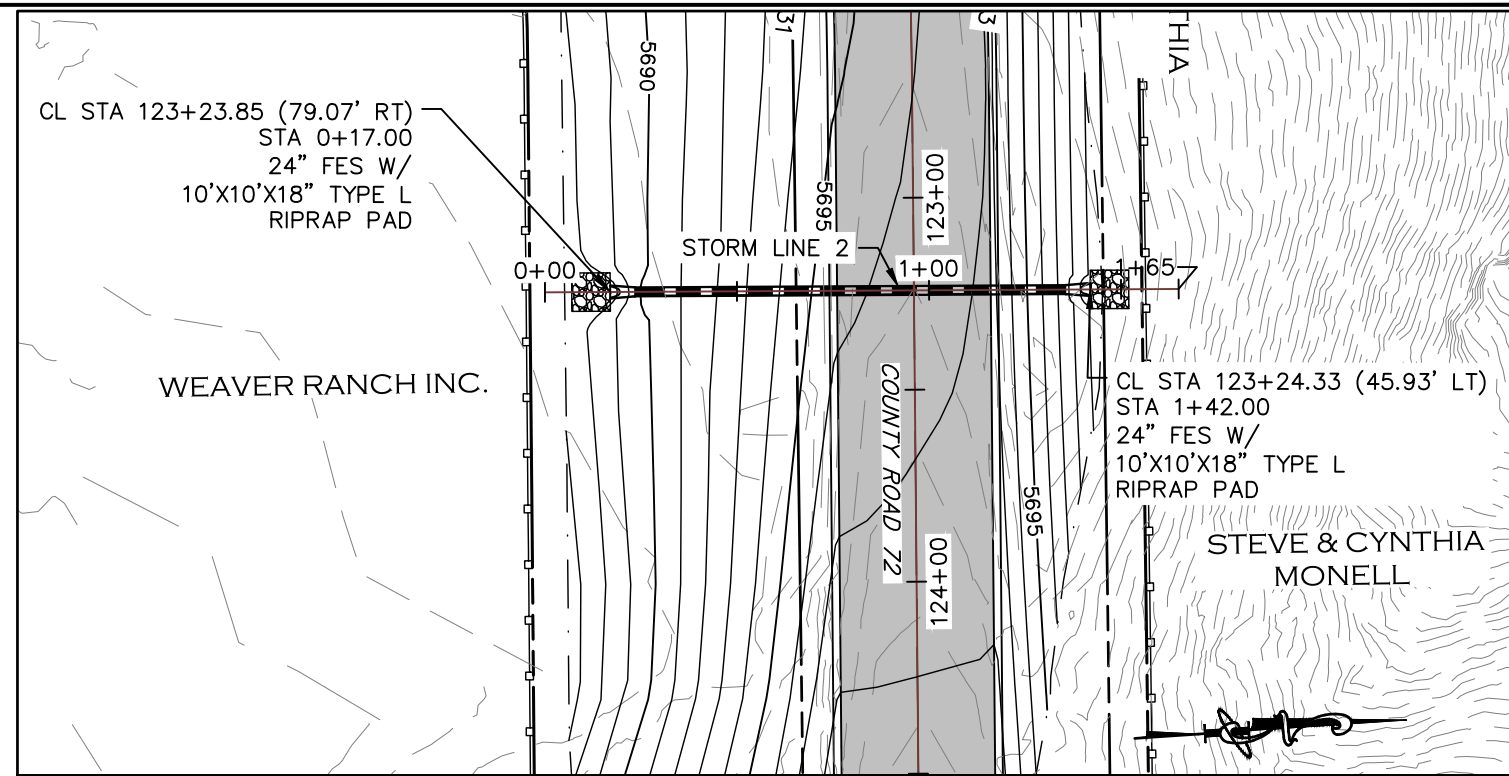 31
3
THIA
5690
CL STA 123+23.85 (79.07' RT)
STA 0+17.00
24" FES W/
10'X10'X18" TYPE L
RIPRAP PAD
5695
123+00
STORM LINE 2
0+00
1+00
1+65
WEAVER RANCH INC.
COUNTY ROAD 72
CL STA 123+24.33 (45.93' LT)
STA 1+42.00
24" FES W/
10'X10'X18" TYPE L
RIPRAP PAD
5695
124+00
STEVE & CYNTHIA
MONELL